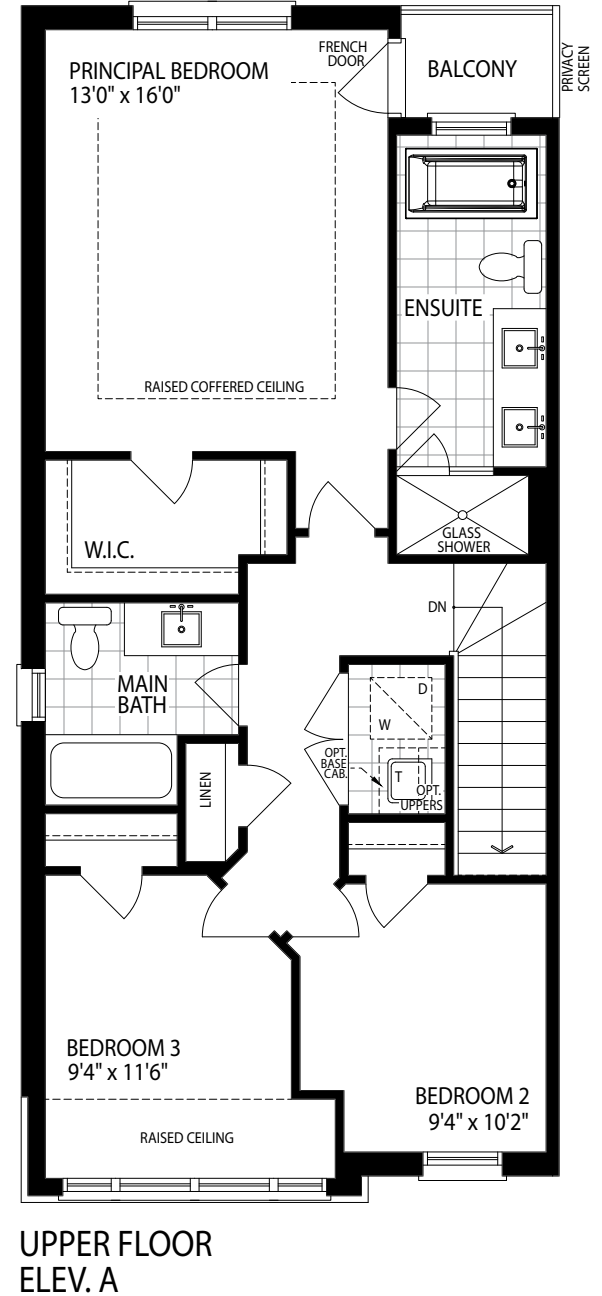 FRENCH
DOOR
BALCONY
PRIVACY
SCREEN
PRINCIPAL BEDROOM
13'0" x 16'0"
ENSUITE
RAISED COFFERED CEILING
GLASS
SHOWER
W.I.C.
DN
MAIN
BATH
D
W
OPT.
BASE
CAB.
T
OPT.
UPPERS
LINEN
BEDROOM 3
9'4" x 11'6"
BEDROOM 2
9'4" x 10'2"
RAISED CEILING
UPPER FLOOR
ELEV. A